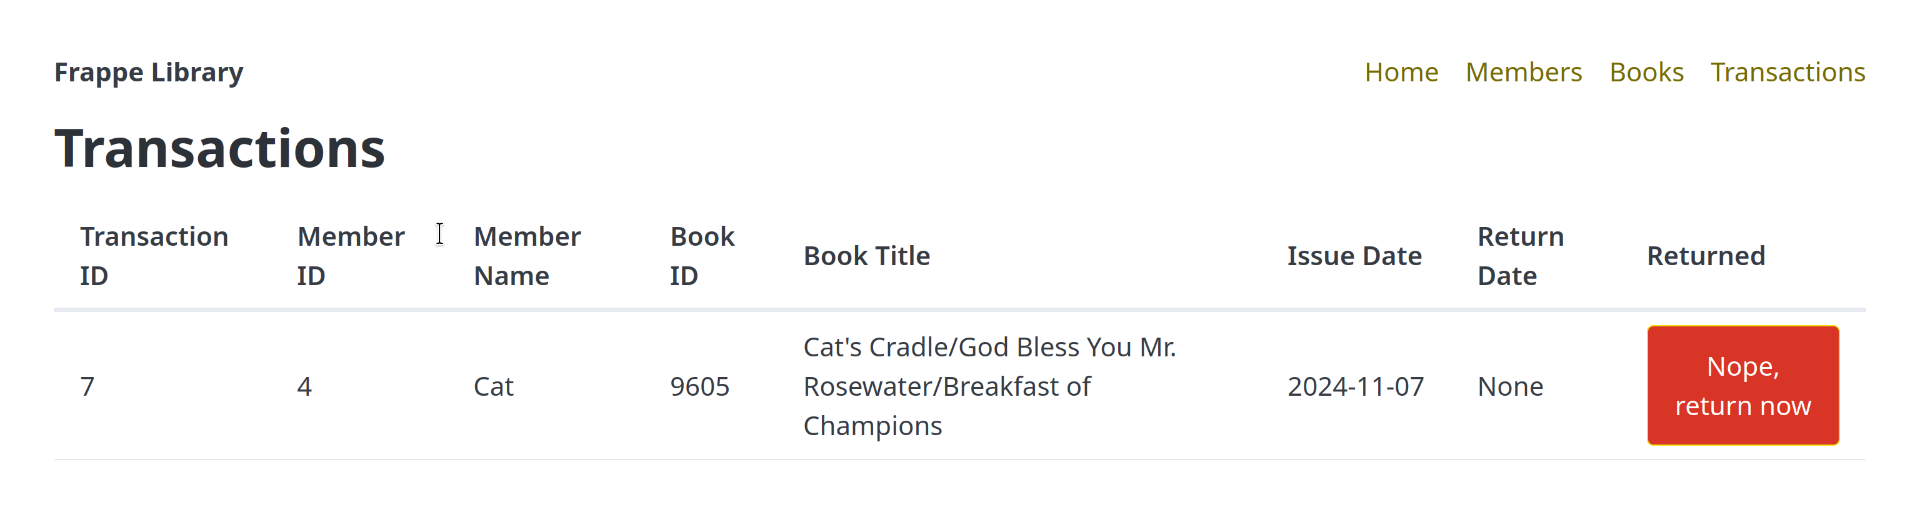 Frappe Library
Home Members Books Transactions
Transactions
Transaction ID
Member ID
Member Name
Book ID
Book Title
Issue Date
Return Date
Returned
7
4
Cat
9605
Cat's Cradle/God Bless You Mr.
Rosewater/Breakfast of
Champions
2024-11-07
None
Nope,
return now